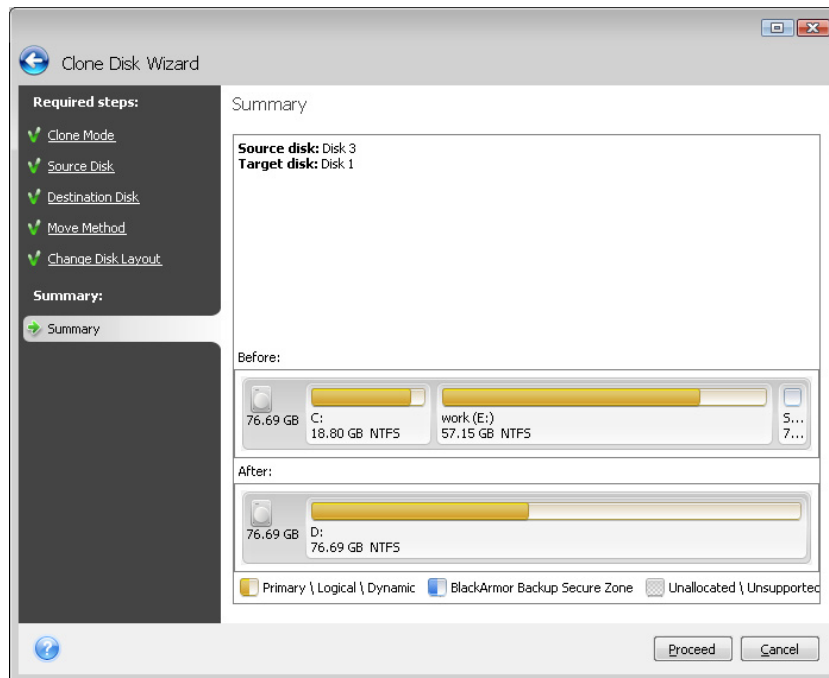 Clone Disk Wizard
Required steps:
Clone Mode
Source Disk
Destination Disk
Move Method
Change Disk Layout
Summary:
Summary
Summary
Source disk: Disk 3
Target disk: Disk 1
Before:
76.69 GB
C:
18.80 GB NTFS
work (E:)
57.15 GB NTFS
S...
7...
After:
76.69 GB
D:
76.69 GB NTFS
Primary \ Logical \ Dynamic
BlackArmor Backup Secure Zone
Unallocated \ Unsupported
Proceed
Cancel